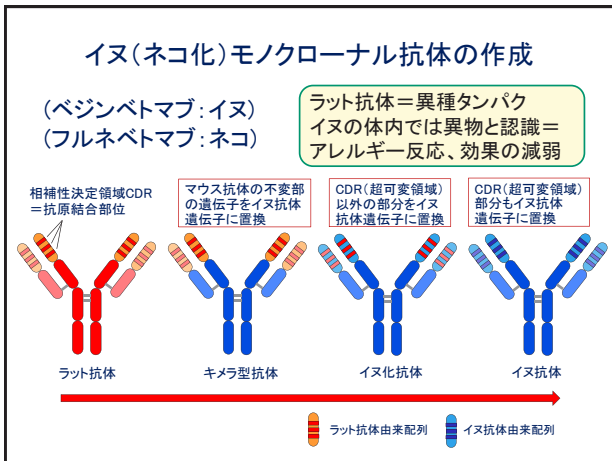 イヌ(ネコ化)モノクローナル抗体の作成
(ベジンベトマブ:イヌ)
(フルネベトマブ:ネコ)
ラット抗体=異種タンパク
イヌの体内では異物と認識=
アレルギー反応、効果の減弱
相補性決定領域CDR
=抗原結合部位
マウス抗体の不変部
の遺伝子をイヌ抗体
遺伝子に置換
CDR(超可変領域)
以外の部分をイヌ
抗体遺伝子に置換
CDR(超可変領域)
部分もイヌ抗体
遺伝子に置換
ラット抗体
キメラ型抗体
イヌ化抗体
イヌ抗体
ラット抗体由来配列
イヌ抗体由来配列